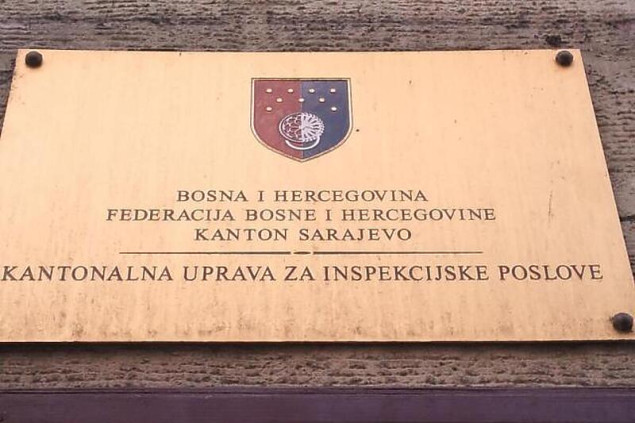 BOSNA I HERCEGOVINA
FEDERACIJA BOSNE I HERCEGOVINE
KANTON SARAJEVO
KANTONALNA UPRAVA ZA INSPEKCIJSKE POSLOVE